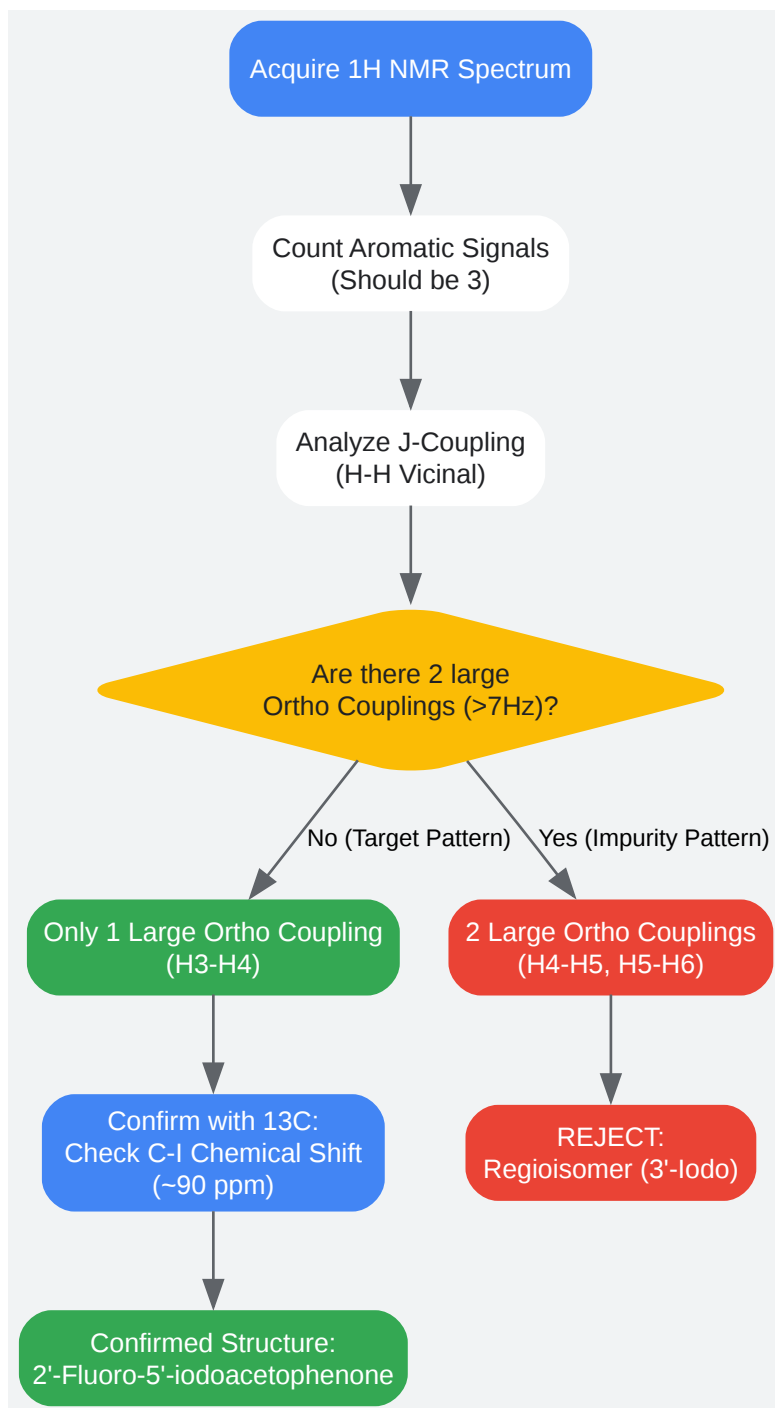 Acquire 1H NMR Spectrum
Count Aromatic Signals
(Should be 3)
Analyze J-Coupling
(H-H Vicinal)
Are there 2 large
Ortho Couplings (>7Hz)?
No (Target Pattern)
Yes (Impurity Pattern)
Only 1 Large Ortho Coupling
(H3-H4)
2 Large Ortho Couplings
(H4-H5, H5-H6)
Confirm with 13C:
Check C-I Chemical Shift
(~90 ppm)
REJECT:
Regioisomer (3'-Iodo)
Confirmed Structure:
2'-Fluoro-5'-iodoacetophenone